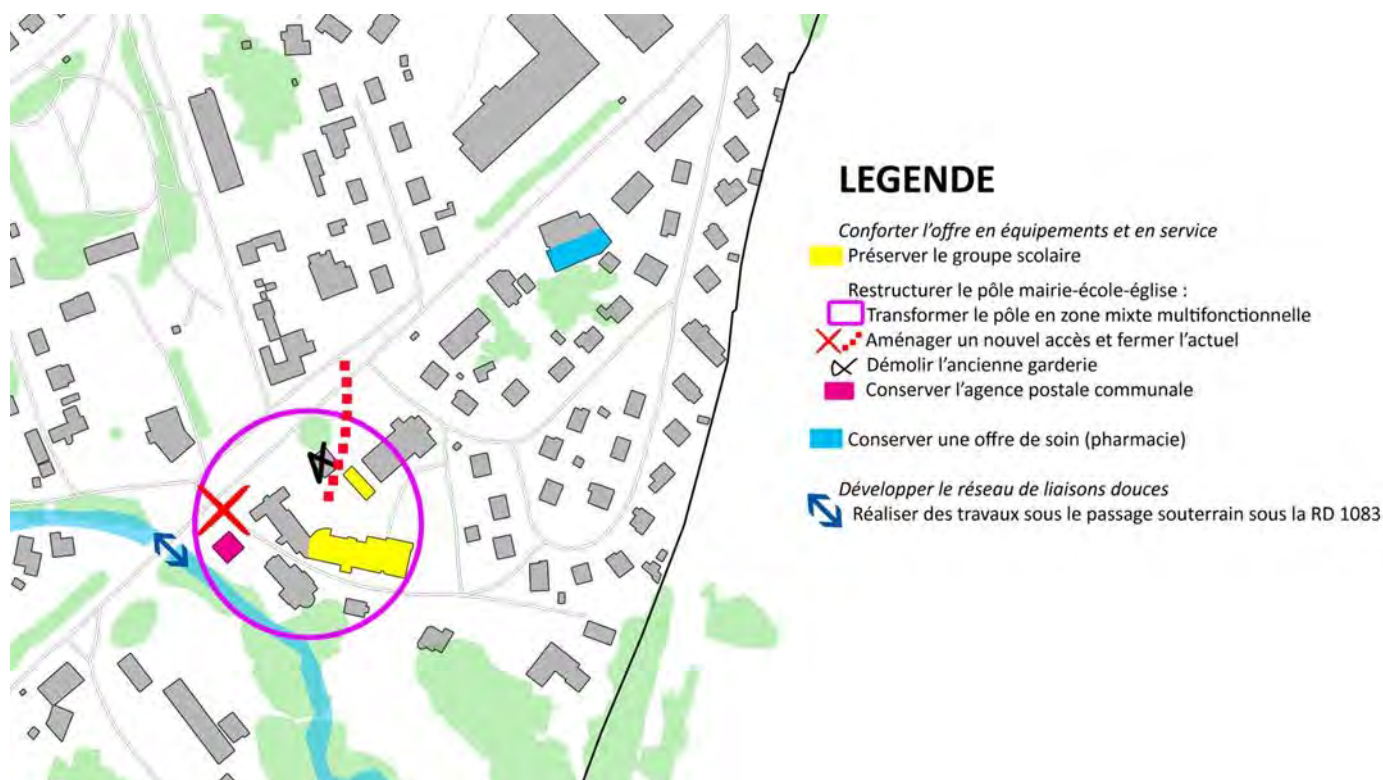 LEGENDE
Conforter l'offre en équipements et en service
Préserver le groupe scolaire
Restructurer le pôle mairie-école-église :
Transformer le pôle en zone mixte multifonctionnelle
Aménager un nouvel accès et fermer l'actuel
Démolir l'ancienne garderie
Conserver l'agence postale communale
Conserver une offre de soin (pharmacie)
Développer le réseau de liaisons douces
Réaliser des travaux sous le passage souterrain sous la RD 1083